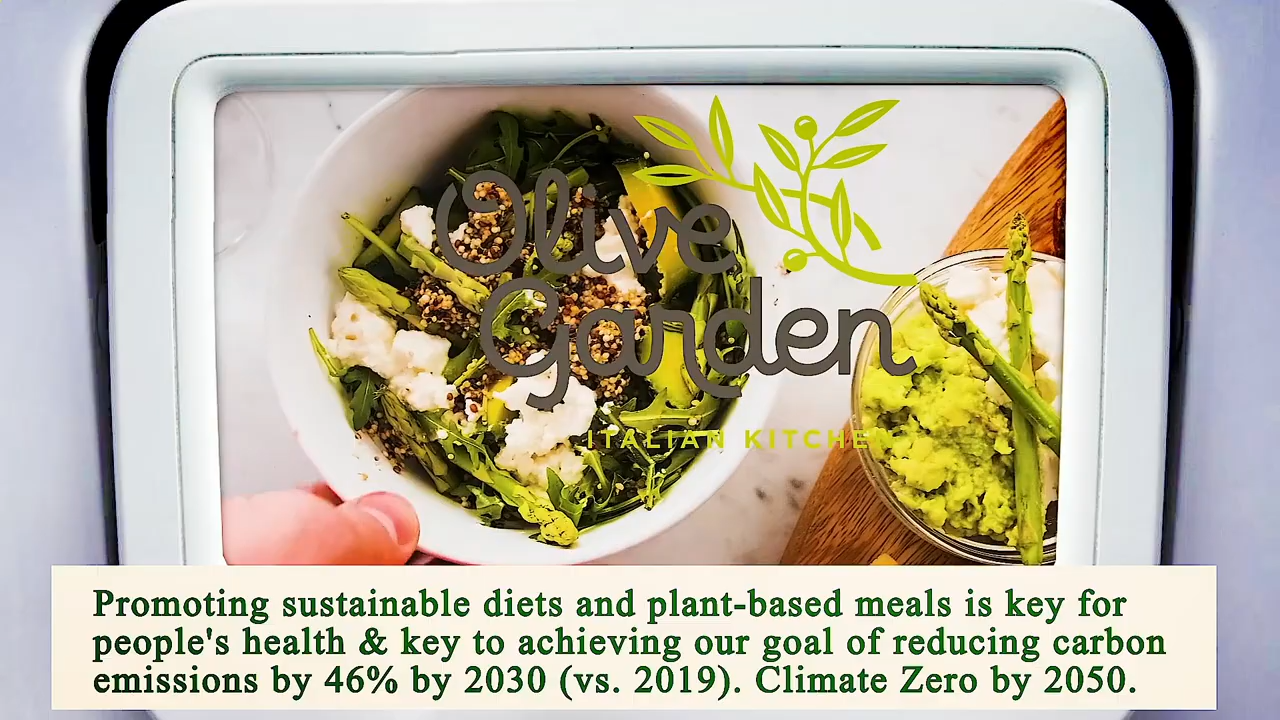 Olive
Garden
ITALIAN KITCHEN
Promoting sustainable diets and plant-based meals is key for
people's health & key to achieving our goal of reducing carbon
emissions by 46% by 2030 (vs. 2019). Climate Zero by 2050.